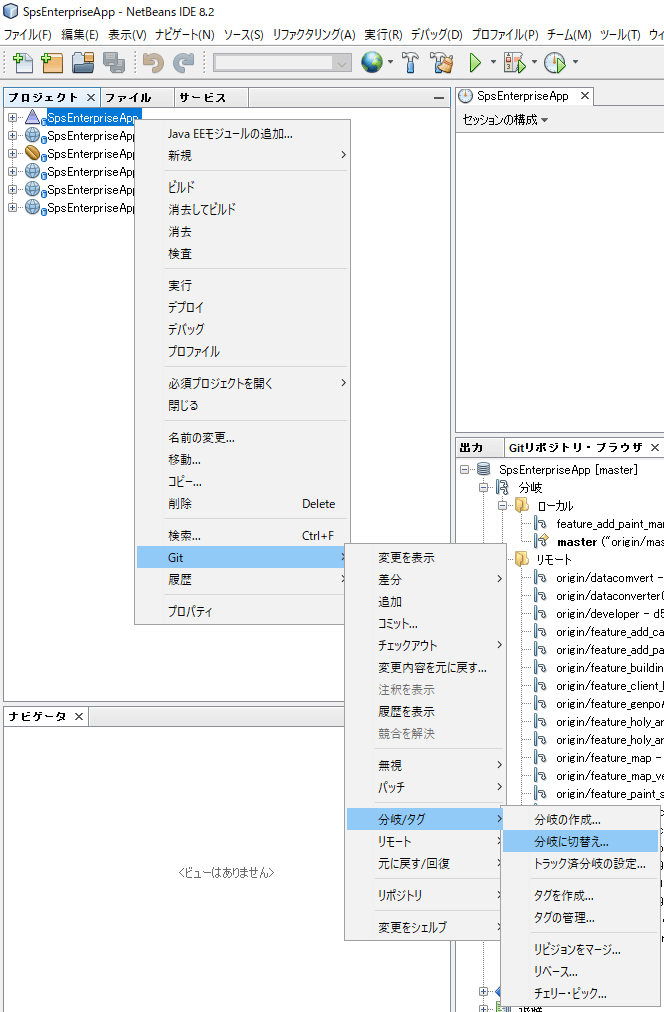 SpsEnterpriseApp - NetBeans IDE 8.2
ファイル(F) 編集(E) 表示(V) ナビゲート(N) ソース(S) リファクタリング(A) 実行(R) デバッグ(D) プロファイル(P) チーム(M) ツール(T) ウィ
プロジェクト ファイル サービス
SpsEnterpriseApp
SpsEnterpriseApp
SpsEnterpriseApp
SpsEnterpriseApp
SpsEnterpriseApp
SpsEnterpriseApp
Java EEモジュールの追加...
新規
ビルド
消去してビルド
消去
検査
実行
デプロイ
デバッグ
プロファイル
必須プロジェクトを開く
閉じる
名前の変更...
移動...
コピー...
削除 Delete
検索... Ctrl+F
Git
履歴
プロパティ
変更を表示
差分
追加
コミット...
チェックアウト
変更内容を元に戻す...
注釈を表示
履歴を表示
競合を解決
無視
パッチ
分岐/タグ
リモート
元に戻す/回復
リポジトリ
変更をシェルブ
分岐の作成...
分岐に切替え...
トラック済分岐の設定...
タグを作成...
タグの管理...
リビジョンをマージ...
リベース...
チェリー・ピック...
SpsEnterpriseApp
セッションの構成
出力 Gitリポジトリ・ブラウザ
SpsEnterpriseApp [master]
分岐
ローカル
feature_add_paint_ma
master ("origin/mas
リモート
origin/datacomvert -
origin/dataconverter(
origin/developer - d5
origin/feature_add_ca
origin/feature_add_pa
origin/feature_building
origin/feature_client_l
origin/feature_genpo
origin/feature_holy_ar
origin/feature_holy_ar
origin/feature_map -
origin/feature_map_ve
origin/feature_paint_s
ナビゲータ
<ビューはありません>